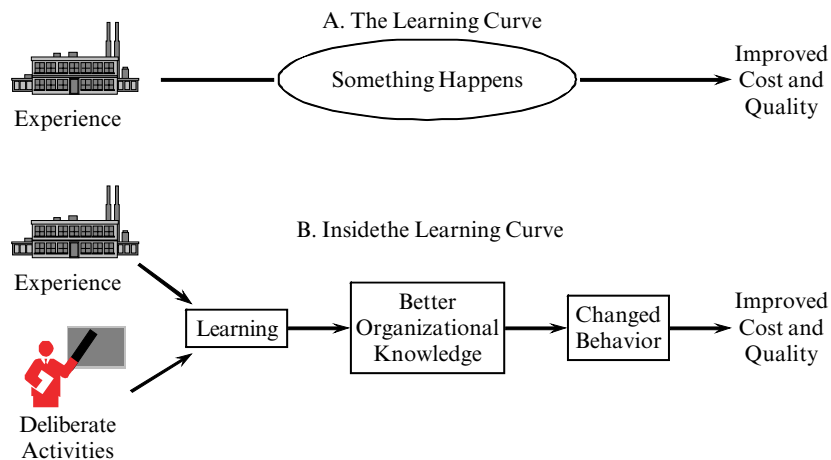 A. The Learning Curve
Experience
Something Happens
Improved
Cost and
Quality
B. Insidethe Learning Curve
Experience
Deliberate
Activities
Learning
Better
Organizational
Knowledge
Changed
Behavior
Improved
Cost and
Quality